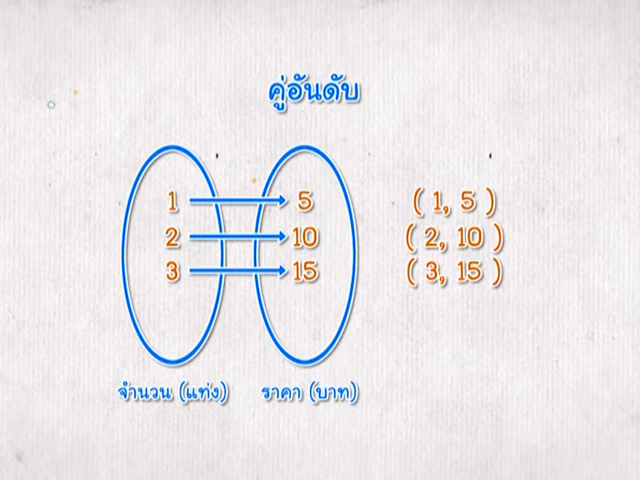 คู่อันดับ
1 5 ( 1, 5 )
2 10 ( 2, 10 )
3 15 ( 3, 15 )
จำนวน (แท่ง) ราคา (บาท)